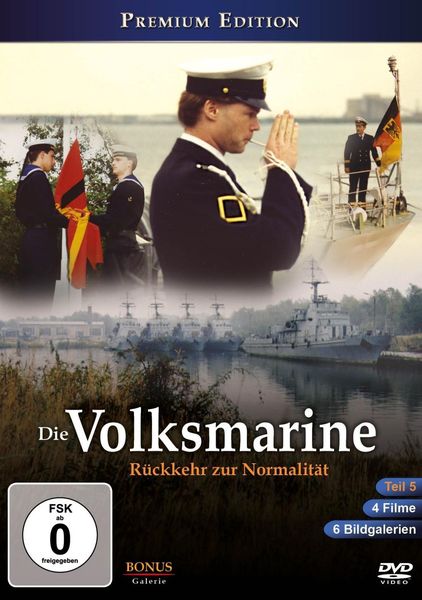 PREMIUM EDITION
Die Volksmarine
Rückkehr zur Normalität
Teil 5
4 Filme
6 Bildgalerien
FSK
ab
0
freigegeben
BONUS
Galerie
DVD
VIDEO